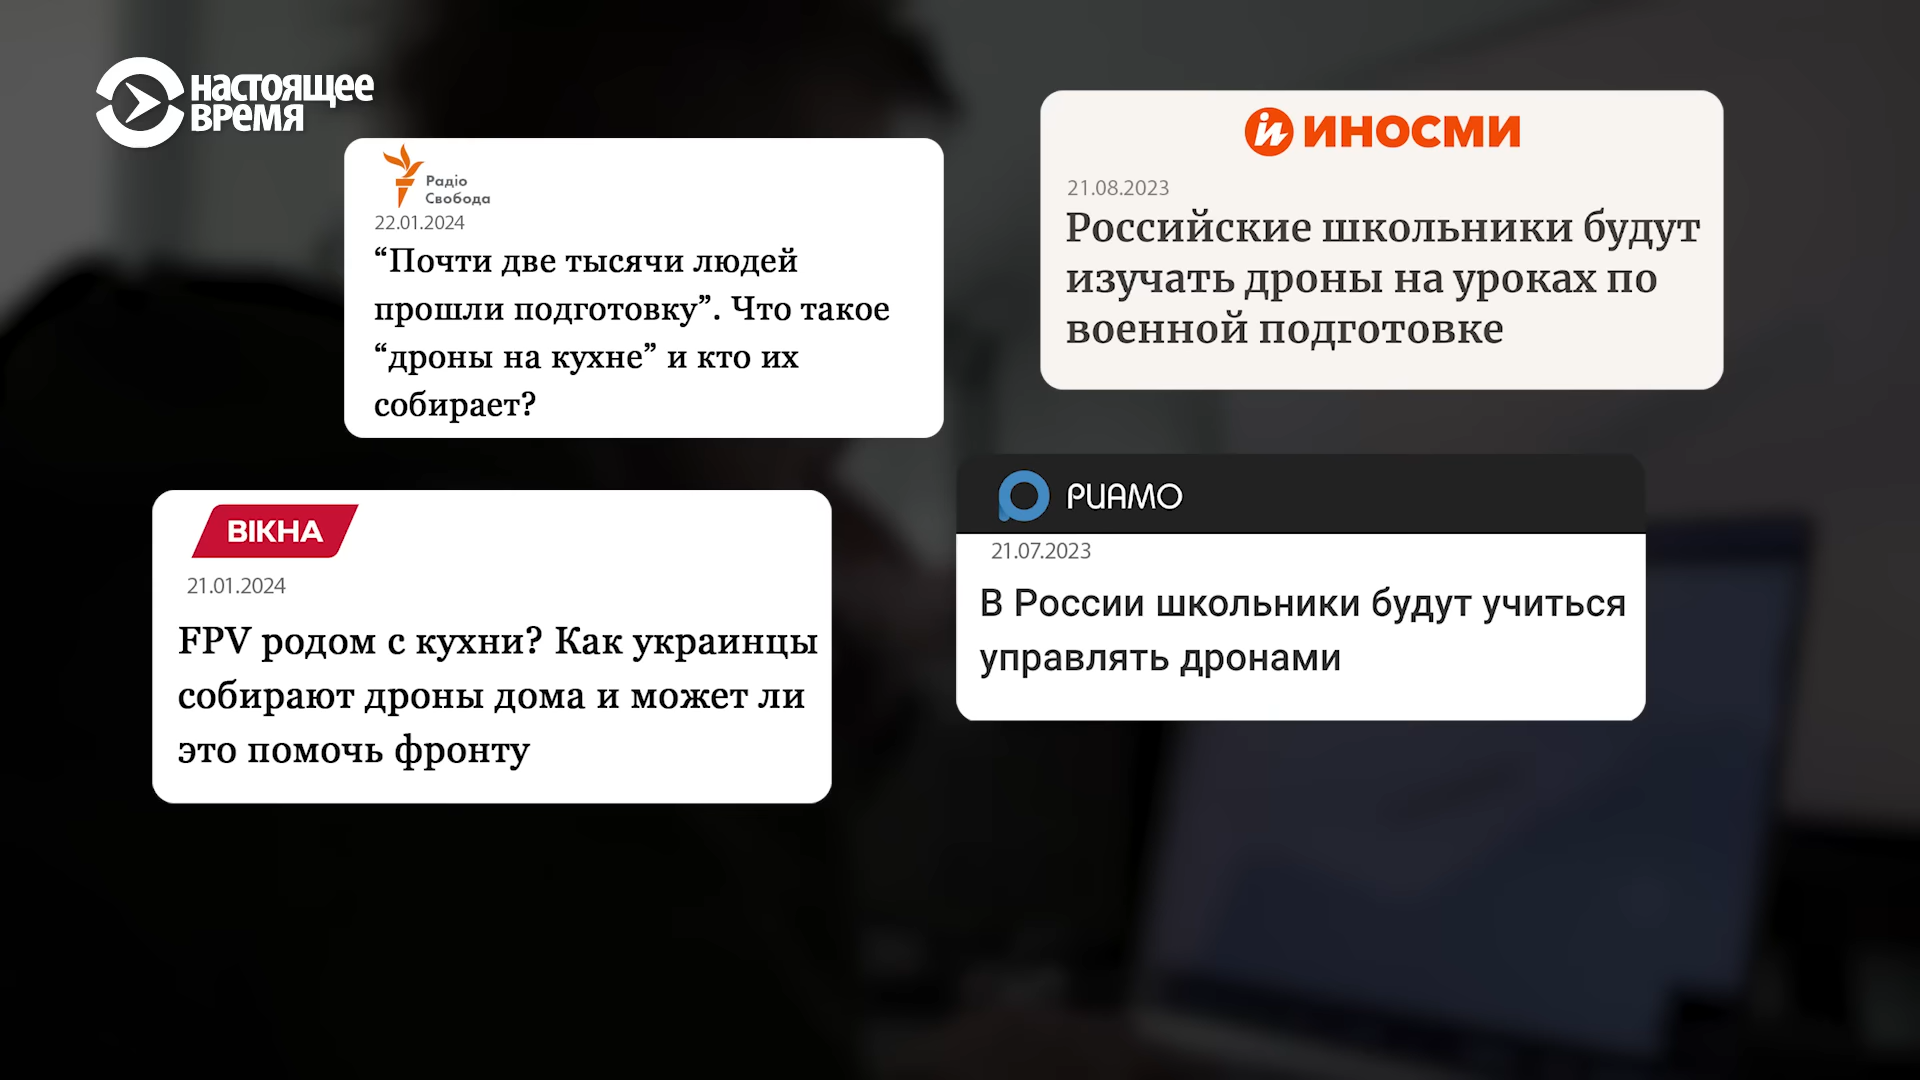 настоящее
время
Радіо
Свобода
22.01.2024
“Почти две тысячи людей
прошли подготовку”. Что такое
“дроны на кухне” и кто их
собирает?
ИНОСМИ
21.08.2023
Российские школьники будут
изучать дроны на уроках по
военной подготовке
ВІКНА
21.01.2024
FPV родом с кухни? Как украинцы
собирают дроны дома и может ли
это помочь фронту
РИАМО
21.07.2023
В России школьники будут учиться
управлять дронами